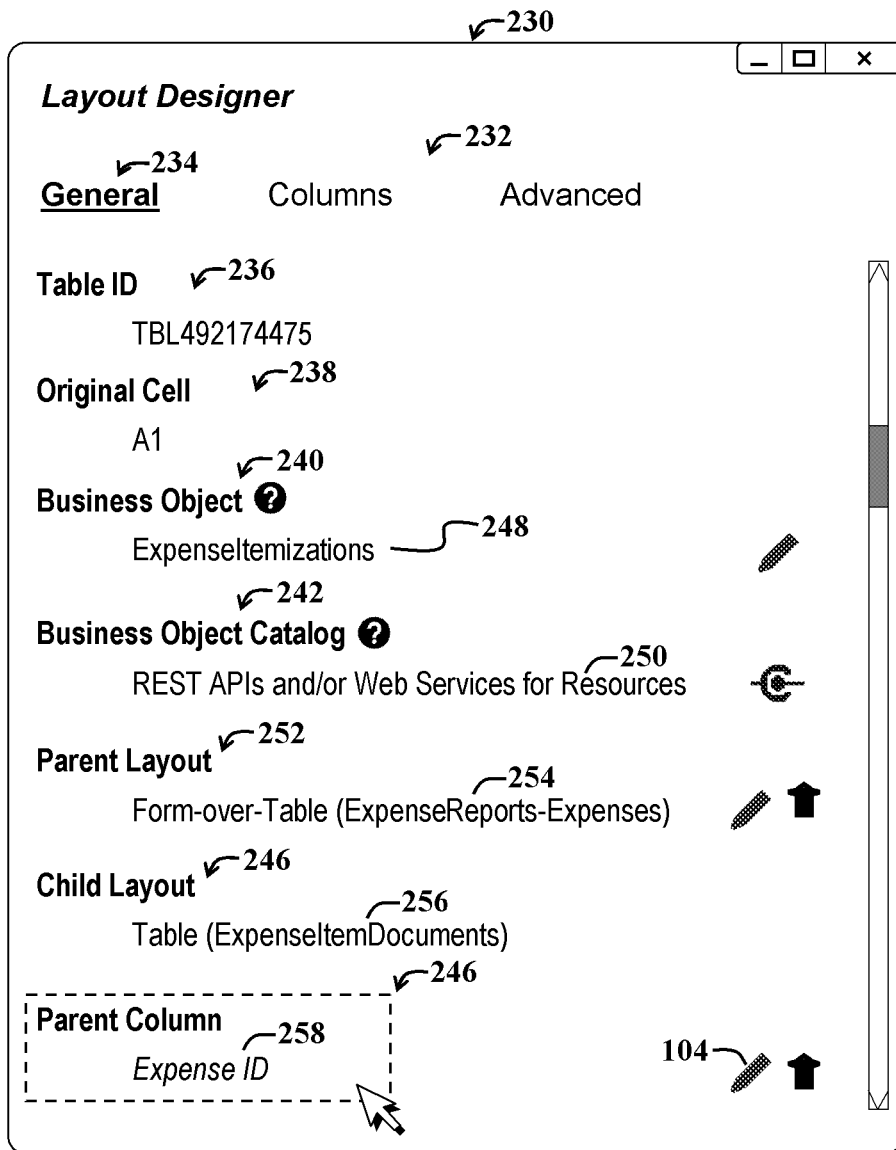 230
Layout Designer
232
234
General Columns Advanced
236
Table ID
TBL492174475
238
Original Cell
A1
240
Business Object ?
248
ExpenseItemizations
242
Business Object Catalog ?
250
REST APIs and/or Web Services for Resources
252
Parent Layout
254
Form-over-Table (ExpenseReports-Expenses)
246
Child Layout
256
Table (ExpenseItemDocuments)
246
Parent Column
258
104
Expense ID